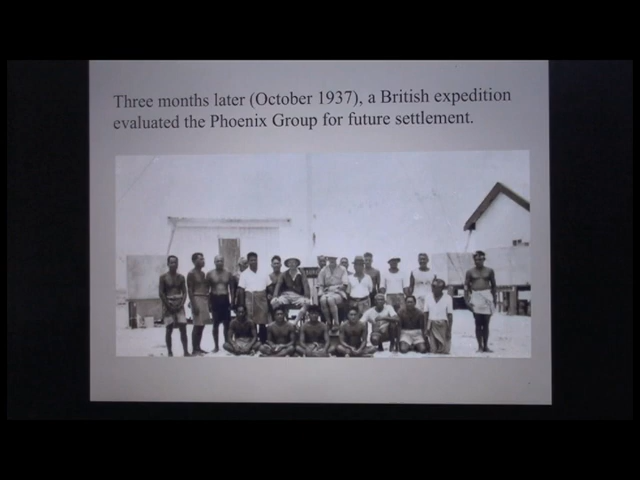 Three months later (October 1937), a British expedition
evaluated the Phoenix Group for future settlement.